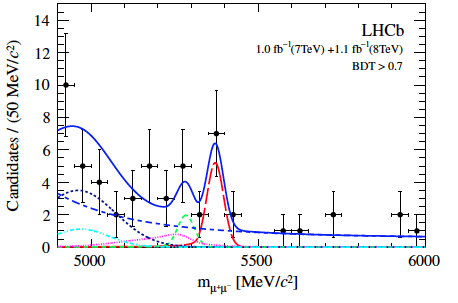 LHCb
1.0 fb⁻¹(7TeV) +1.1 fb⁻¹(8TeV)
BDT > 0.7
Candidates / (50 MeV/c²)
14
12
10
8
6
4
2
0
5000 5500 6000
mμ⁺μ⁻ [MeV/c²]